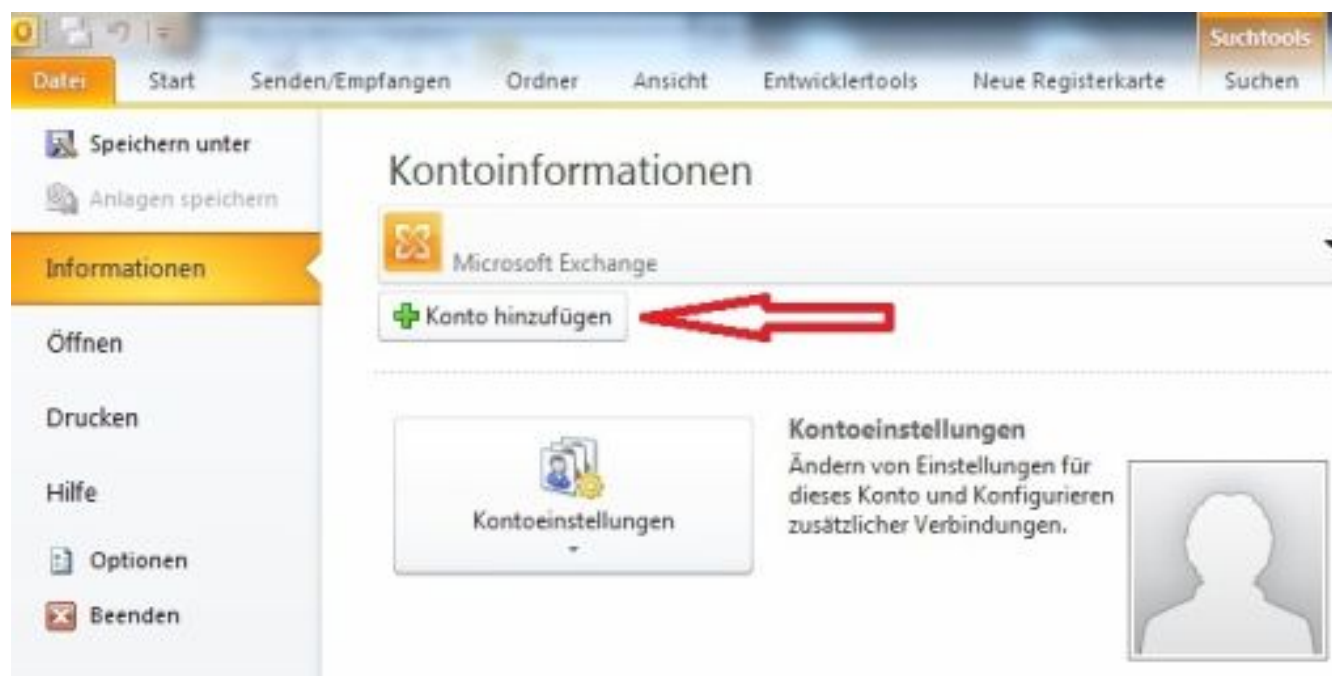 Suchtools
Datei Start Senden/Empfangen Ordner Ansicht Entwicklertools Neue Registerkarte Suchen
Speichern unter
Anlagen speichern
Informationen
Öffnen
Drucken
Hilfe
Optionen
Beenden
Kontoinformationen
Microsoft Exchange
Konto hinzufügen
Kontoeinstellungen
Kontoeinstellungen
Ändern von Einstellungen für
dieses Konto und Konfigurieren
zusätzlicher Verbindungen.